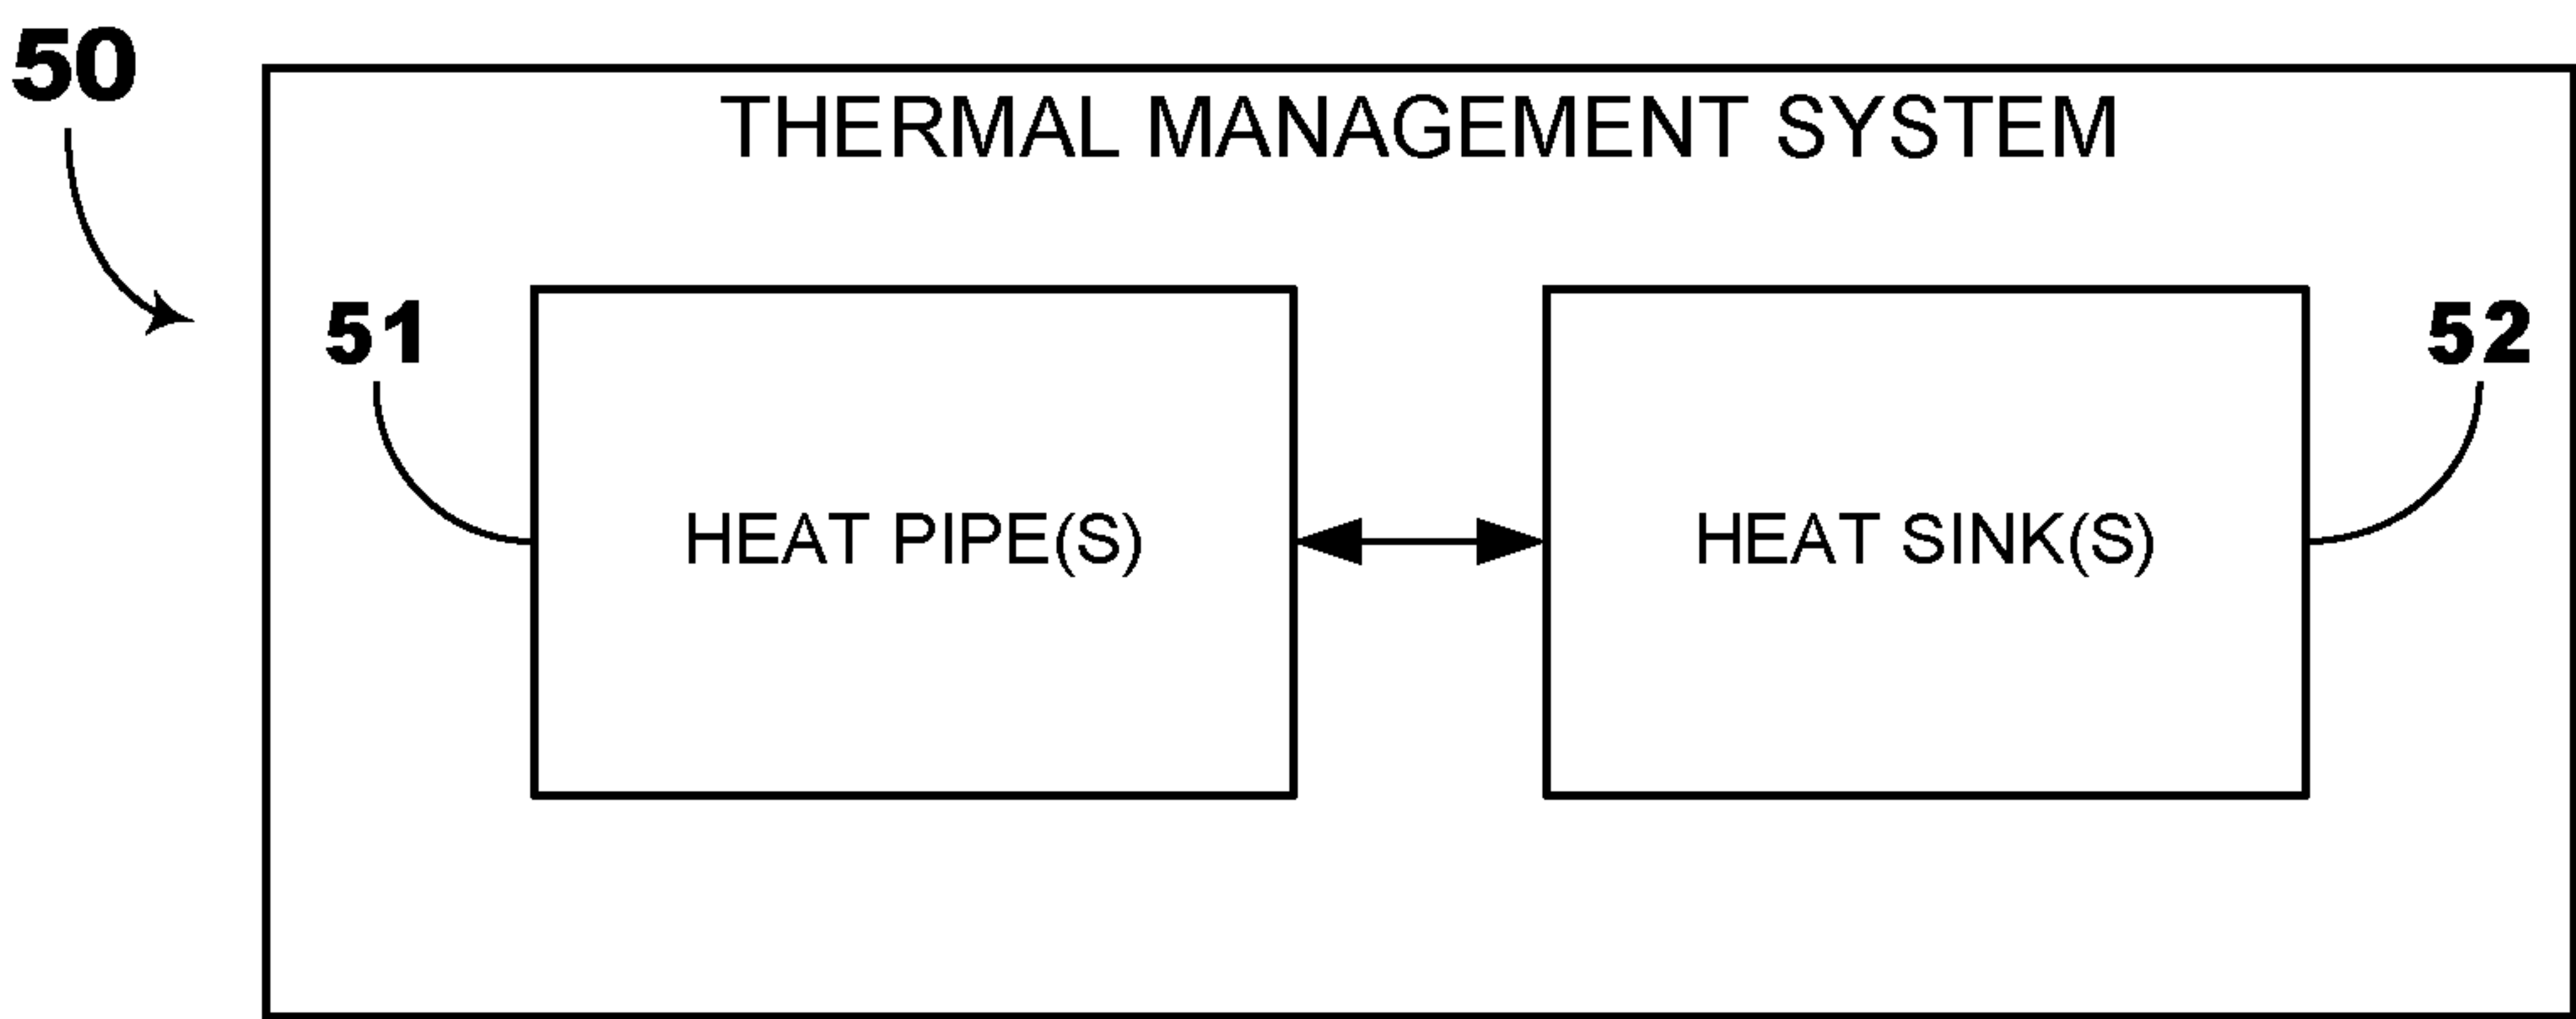 50
THERMAL MANAGEMENT SYSTEM
51
52
HEAT PIPE(S)
HEAT SINK(S)